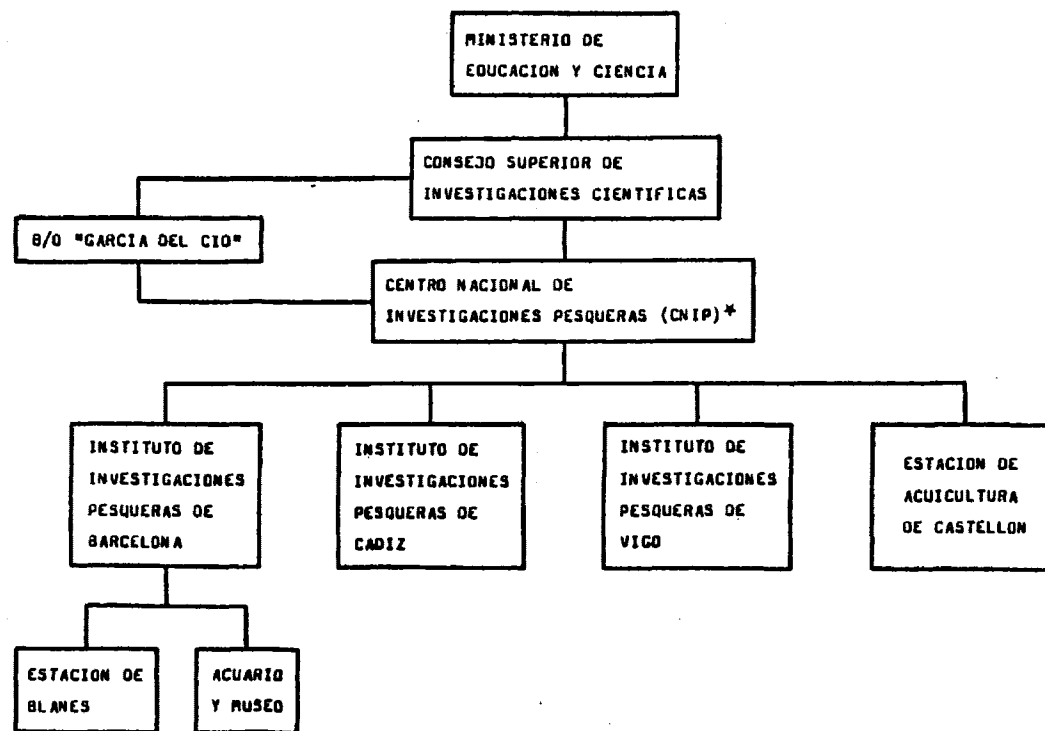 MINISTERIO DE
EDUCACION Y CIENCIA
CONSEJO SUPERIOR DE
INVESTIGACIONES CIENTIFICAS
B/O "GARCIA DEL CID"
CENTRO NACIONAL DE
INVESTIGACIONES PESQUERAS (CNIP)*
INSTITUTO DE
INVESTIGACIONES
PESQUERAS DE
BARCELONA
INSTITUTO DE
INVESTIGACIONES
PESQUERAS DE
CADIZ
INSTITUTO DE
INVESTIGACIONES
PESQUERAS DE
VIGO
ESTACION DE
ACUICULTURA
DE CASTELLON
ESTACION DE
BLANES
ACUARIO
Y MUSEO